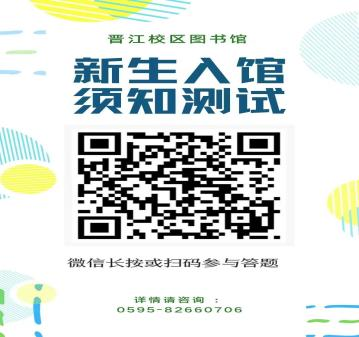 晋江校区图书馆
新生入馆
须知测试
微信长按或扫码参与答题
详情请咨询 ：
0595-82660706